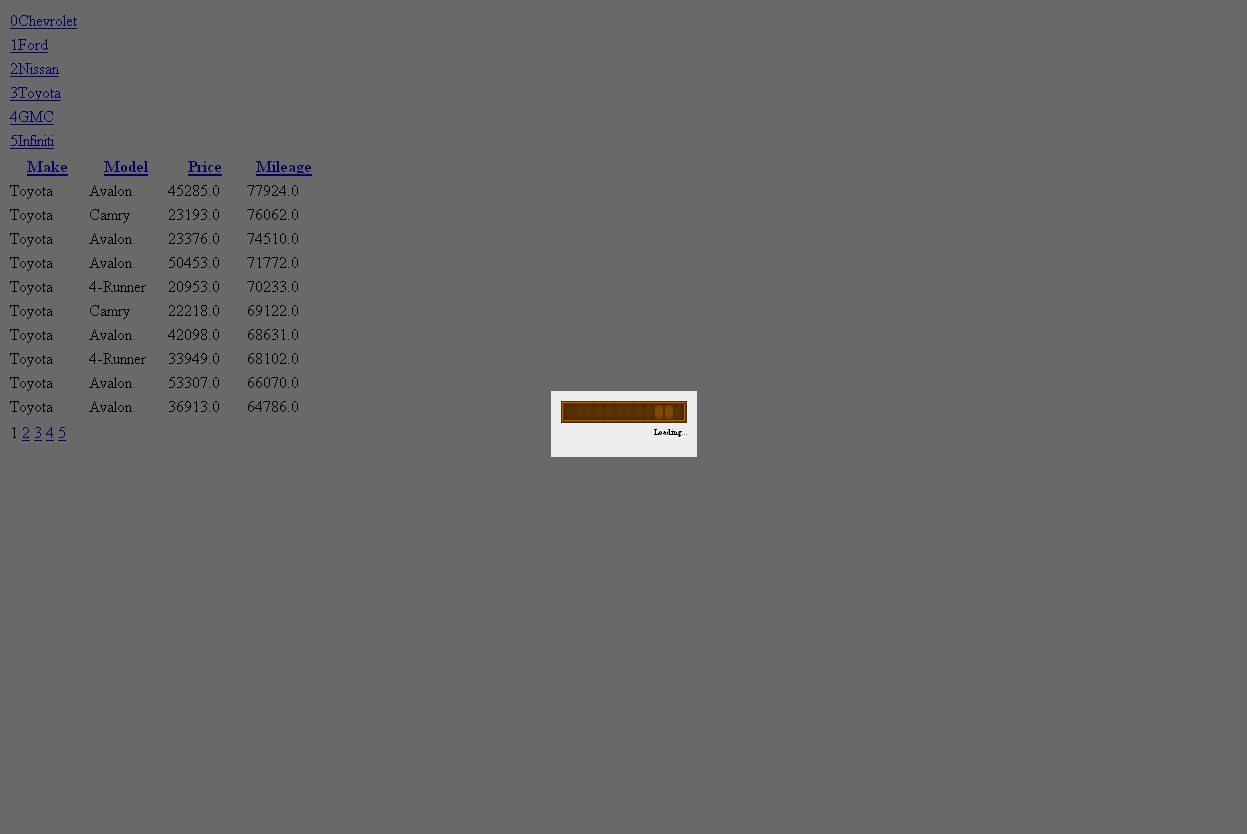 0Chevrolet
1Ford
2Nissan
3Toyota
4GMC
5Infiniti
Make Model Price Mileage
Toyota Avalon 45285.0 77924.0
Toyota Camry 23193.0 76062.0
Toyota Avalon 23376.0 74510.0
Toyota Avalon 50453.0 71772.0
Toyota 4-Runner 20953.0 70233.0
Toyota Camry 22218.0 69122.0
Toyota Avalon 42098.0 68631.0
Toyota 4-Runner 33949.0 68102.0
Toyota Avalon 53307.0 66070.0
Toyota Avalon 36913.0 64786.0
1 2 3 4 5
Loading...